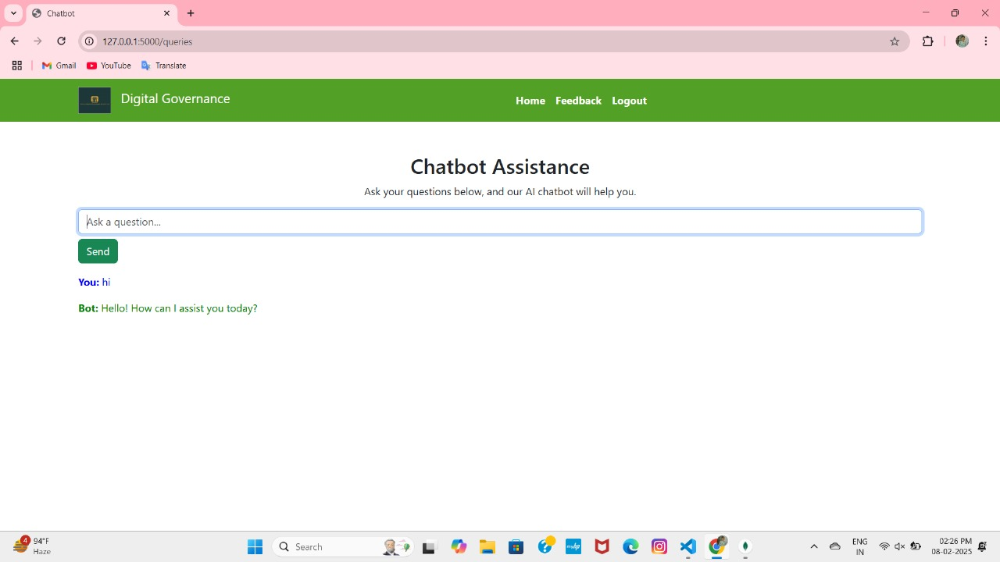 Chatbot
127.0.0.1:5000/queries
Gmail YouTube Translate
Digital Governance Home Feedback Logout
Chatbot Assistance
Ask your questions below, and our AI chatbot will help you.
Ask a question...
Send
You: hi
Bot: Hello! How can I assist you today?
4 94°F
Haze
Search
myhp
ENG
IN
02:26 PM
08-02-2025